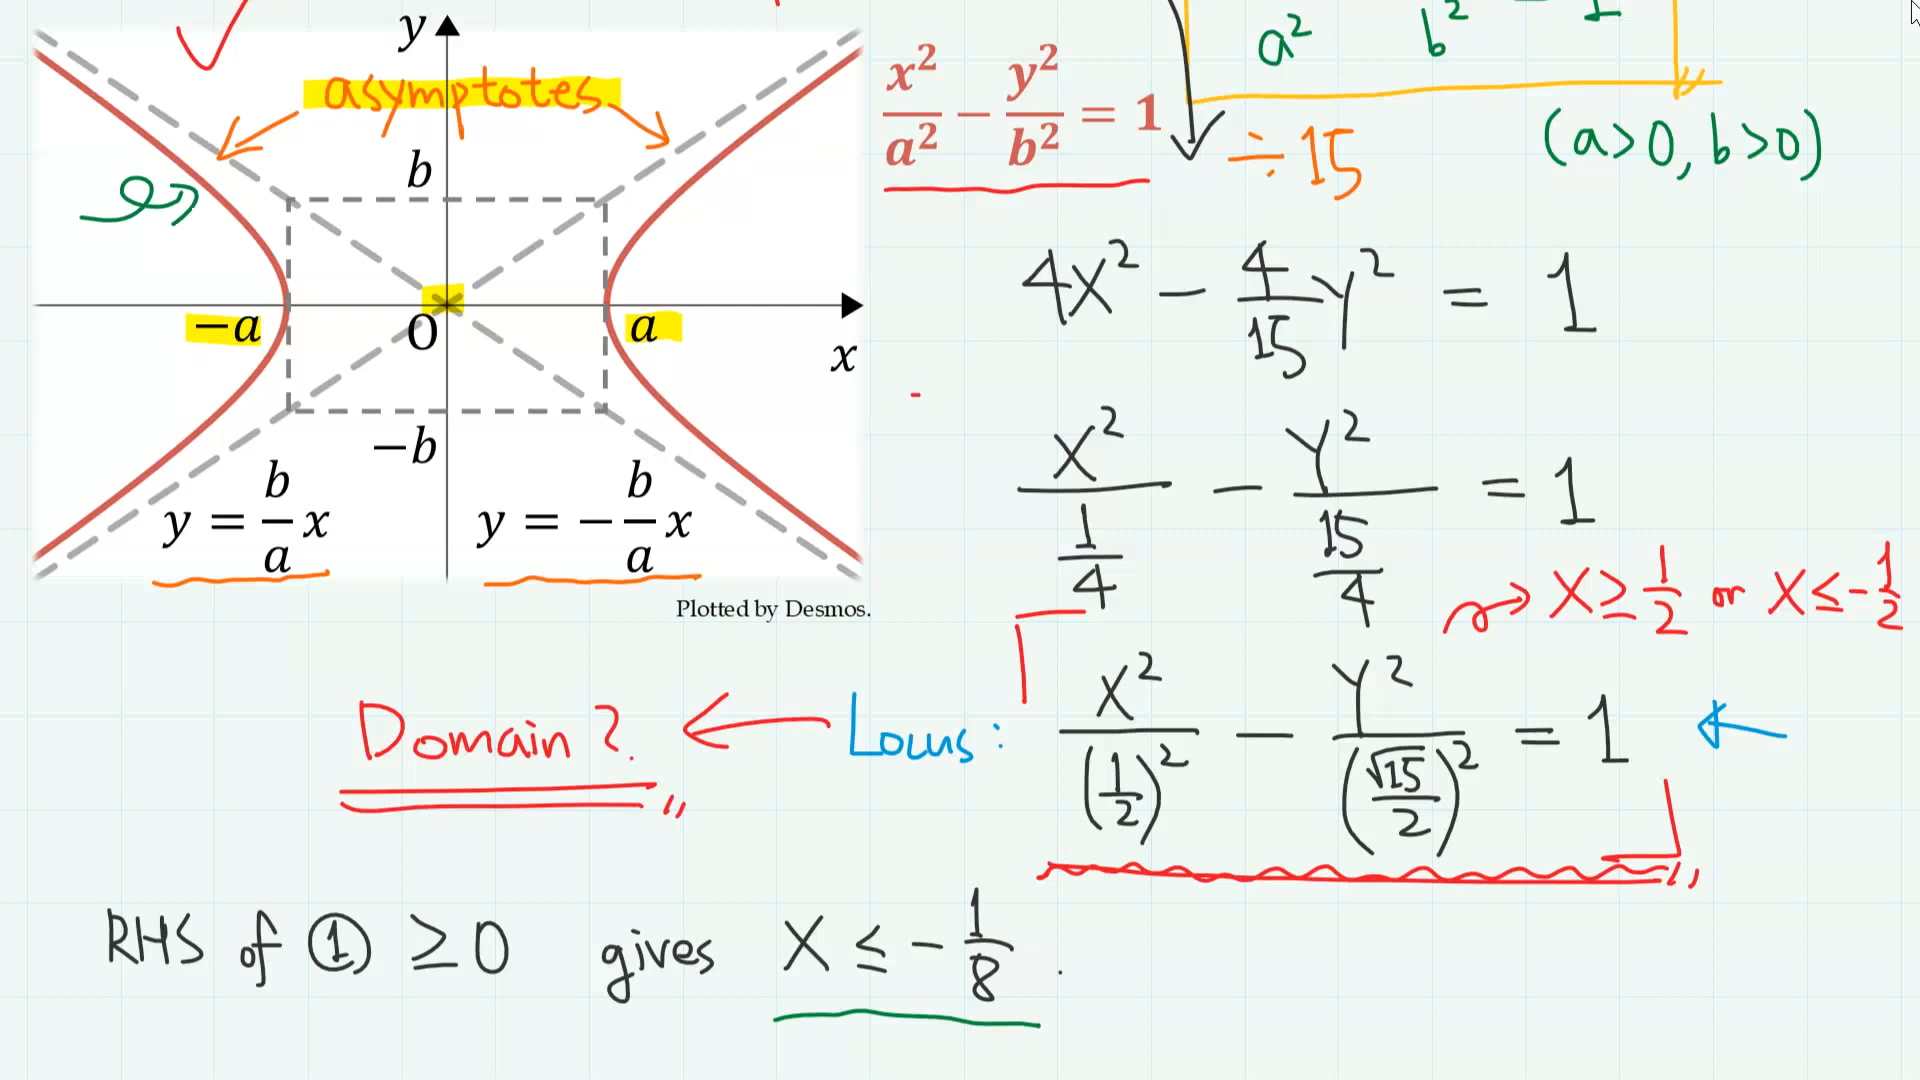 y
asymptotes
b
-a
O
a
x
-b
y = b/a x
y = -b/a x
Plotted by Desmos.
x²/a² - y²/b² = 1
a² b² = 1
÷15
(a>0, b>0)
4X² - 4/15 Y² = 1
X²/(1/4) - Y²/(15/4) = 1
X ≥ 1/2 or X ≤ -1/2
Domain?
Locus: X²/(1/2)² - Y²/(√15/2)² = 1
RHS of ① ≥ 0 gives X ≤ -1/8.